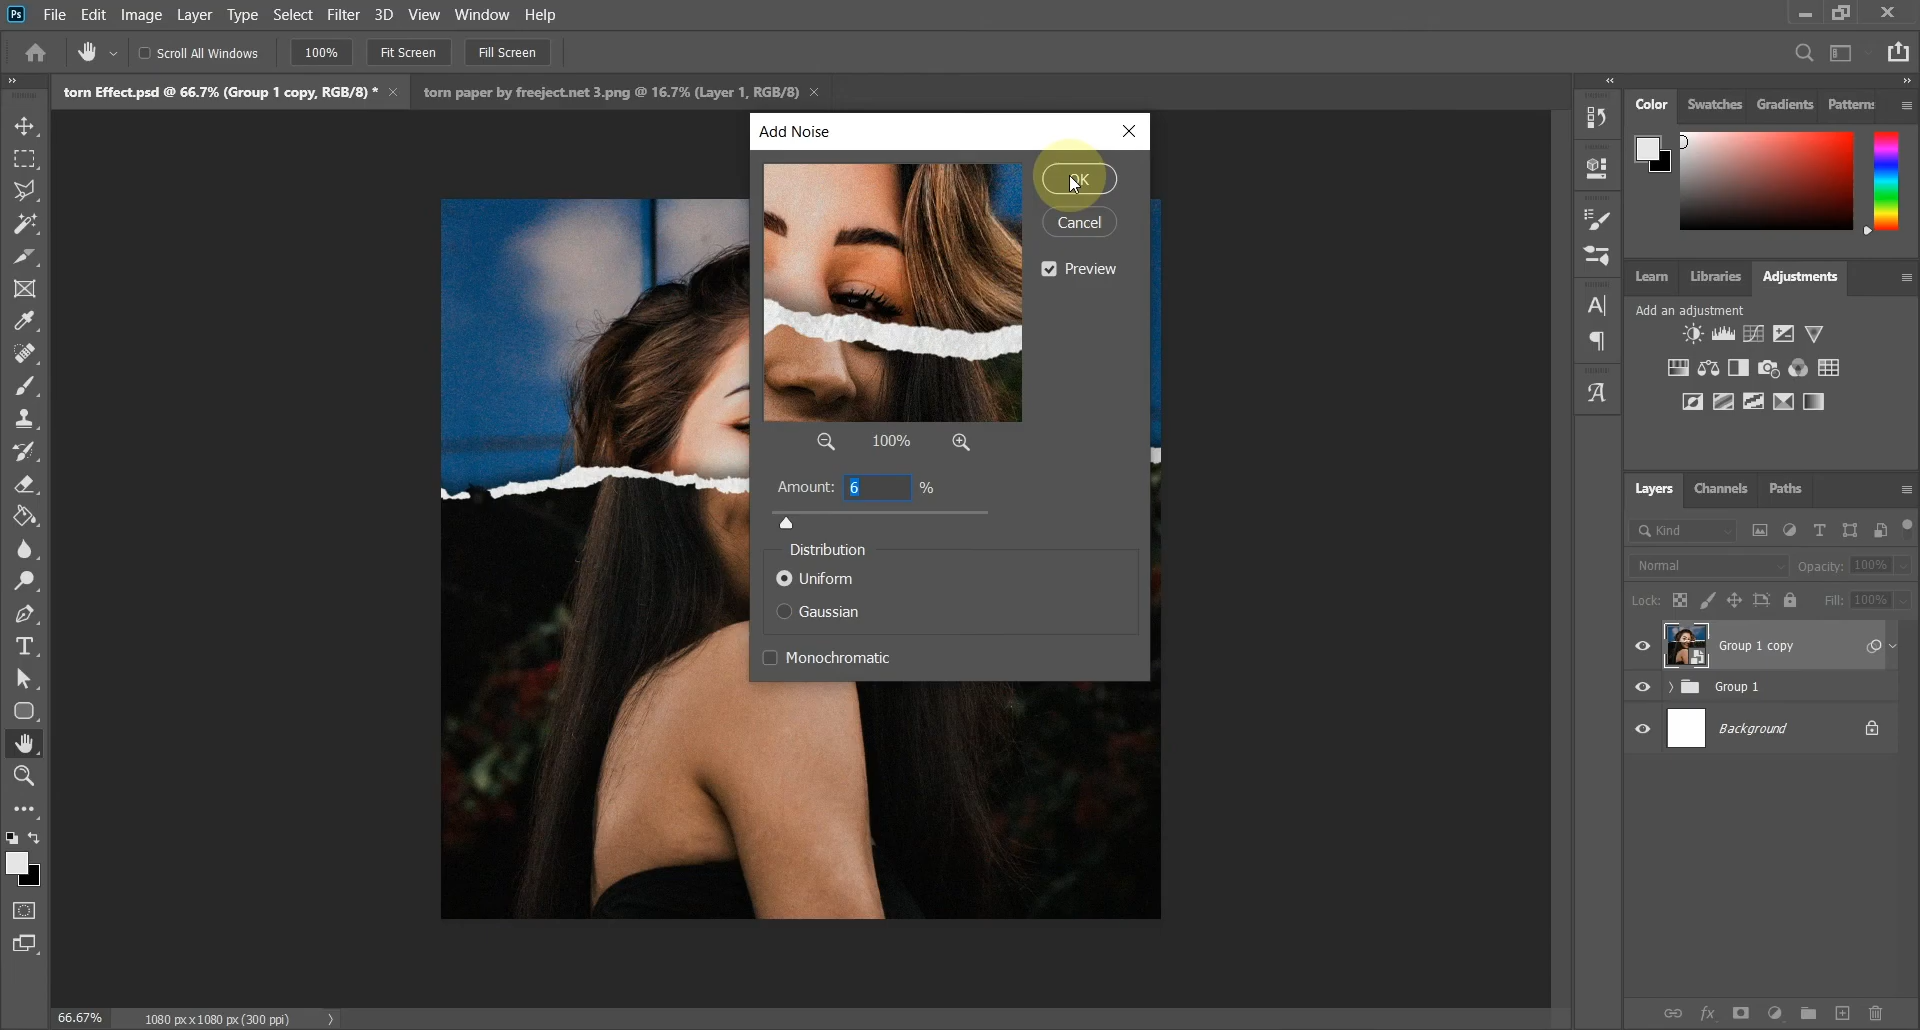 Ps File Edit Image Layer Type Select Filter 3D View Window Help
Scroll All Windows 100% Fit Screen Fill Screen
torn Effect.psd @ 66.7% (Group 1 copy, RGB/8) * torn paper by freeject.net 3.png @ 16.7% (Layer 1, RGB/8)
Add Noise
OK
Cancel
Preview
100%
Amount: 6 %
Distribution
Uniform
Gaussian
Monochromatic
Color Swatches Gradients Patterns
Learn Libraries Adjustments
Add an adjustment
Layers Channels Paths
Kind
Normal Opacity: 100%
Lock: Fill: 100%
Group 1 copy
Group 1
Background
66.67% 1080 px x 1080 px (300 ppi)